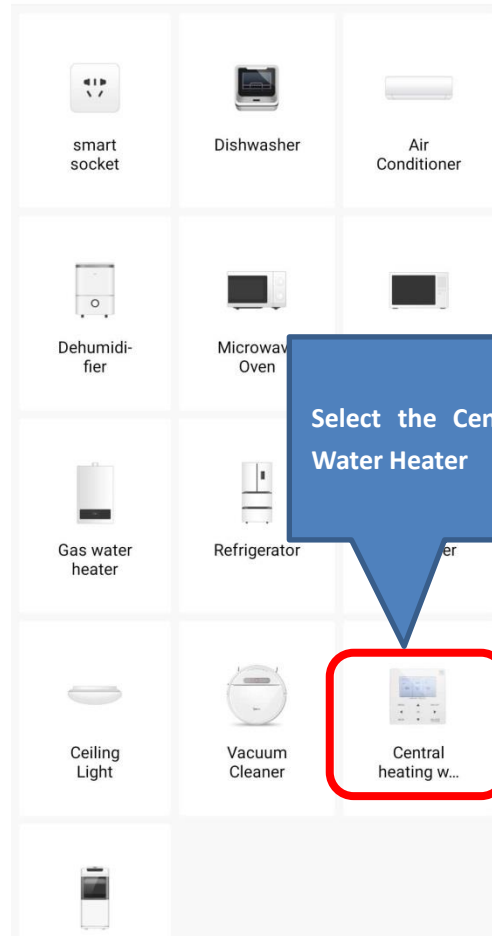 smart
socket
Dishwasher
Air
Conditioner
Dehumidi-
fier
Microwav
Oven
Select the Cen
Water Heater
Gas water
heater
Refrigerator
er
Ceiling
Light
Vacuum
Cleaner
Central
heating w...